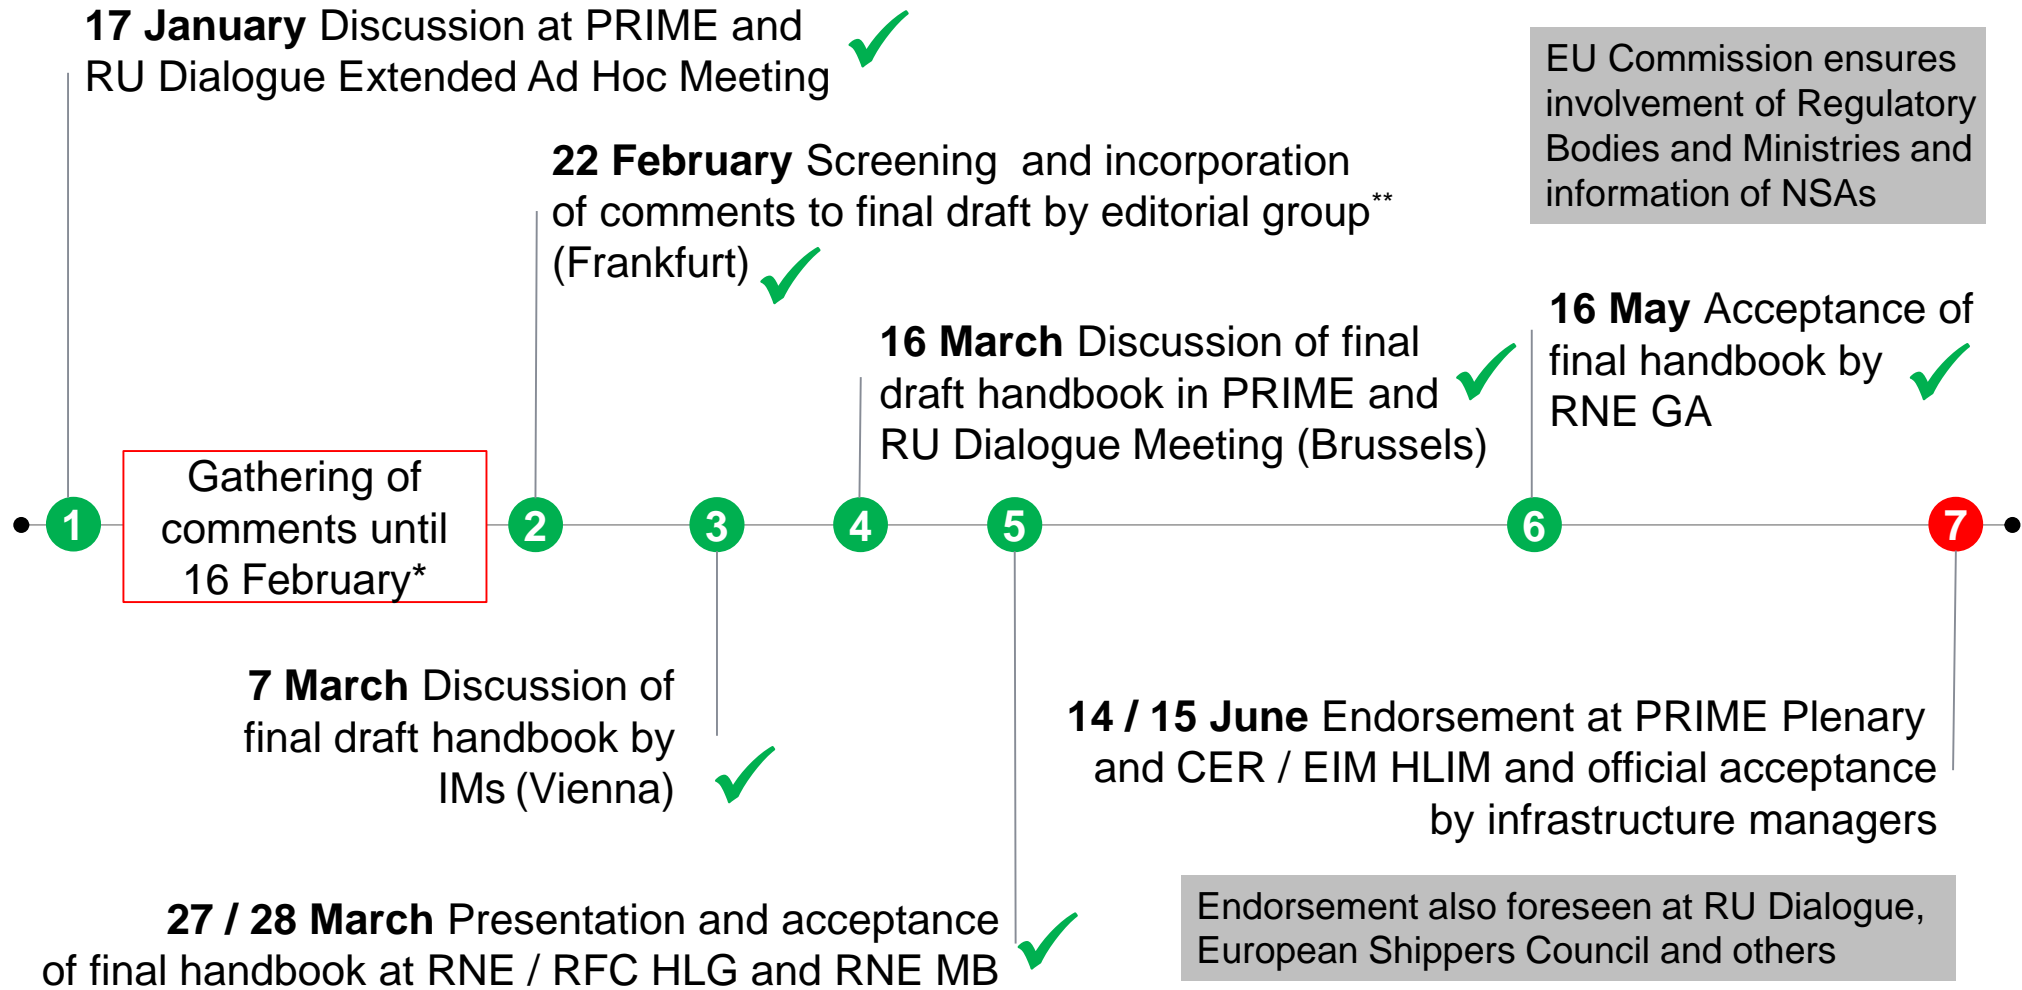 17 January Discussion at PRIME and
RU Dialogue Extended Ad Hoc Meeting
EU Commission ensures
involvement of Regulatory
Bodies and Ministries and
information of NSAs
22 February Screening  and incorporation
of comments to final draft by editorial group**
(Frankfurt)
16 March Discussion of final
draft handbook in PRIME and
RU Dialogue Meeting (Brussels)
16 May Acceptance of
final handbook by
RNE GA
1
Gathering of
comments until
16 February*
2
3
4
5
6
7
7 March Discussion of
final draft handbook by
IMs (Vienna)
14 / 15 June Endorsement at PRIME Plenary
and CER / EIM HLIM and official acceptance
by infrastructure managers
27 / 28 March Presentation and acceptance
of final handbook at RNE / RFC HLG and RNE MB
Endorsement also foreseen at RU Dialogue,
European Shippers Council and others